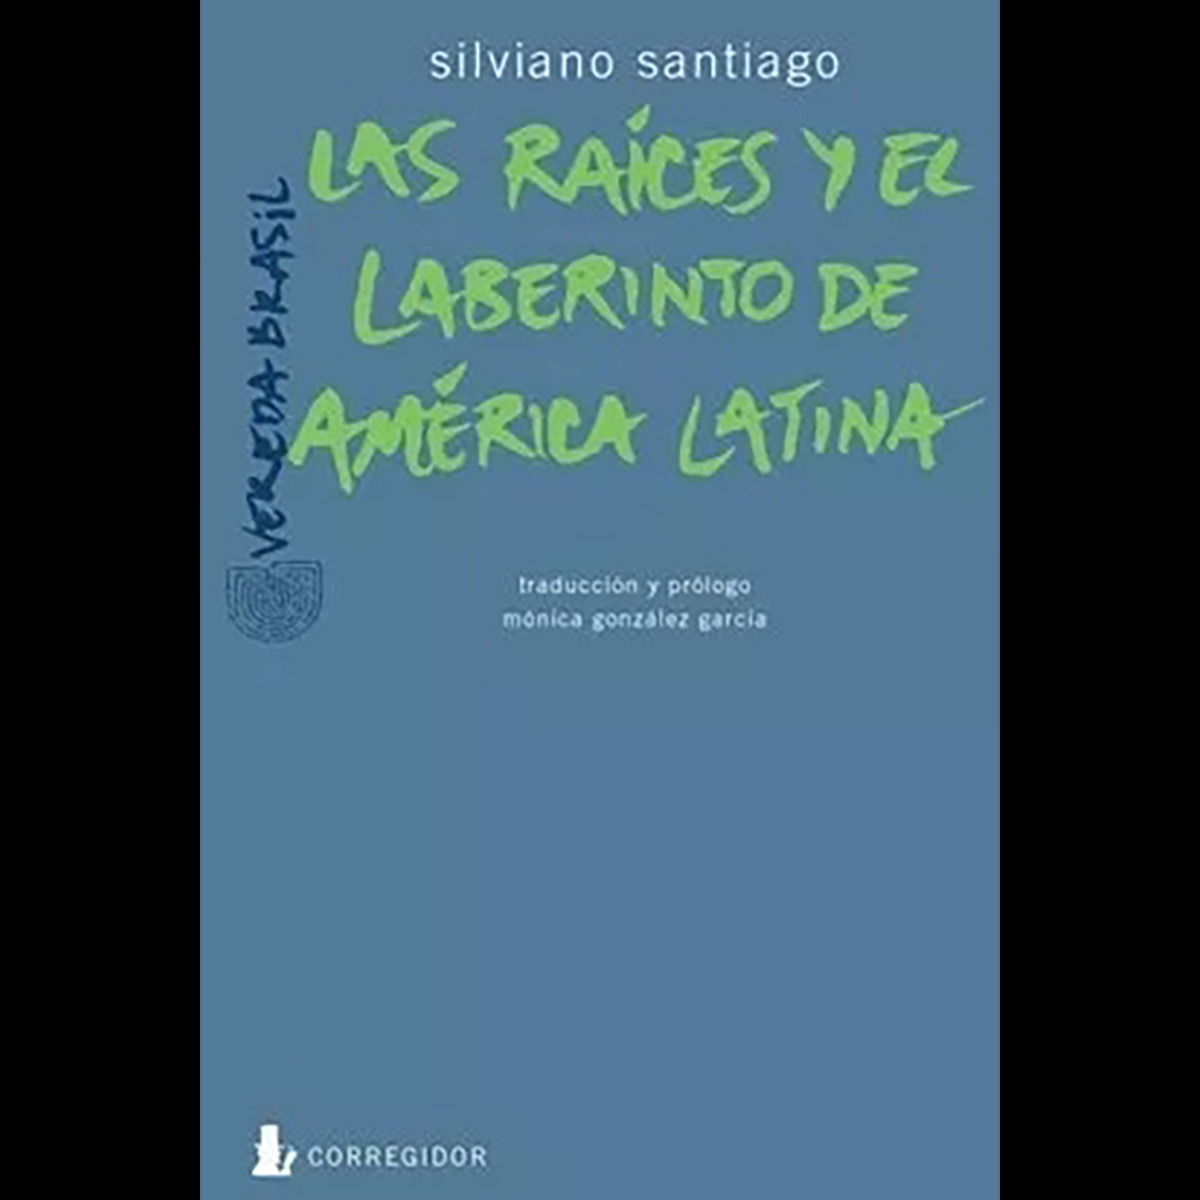 silviano santiago
LAS RAÍCES Y EL
LABERINTO DE
AMÉRICA LATINA
VEREDA BRASIL
traducción y prólogo
mónica gonzález garcía
CORREGIDOR